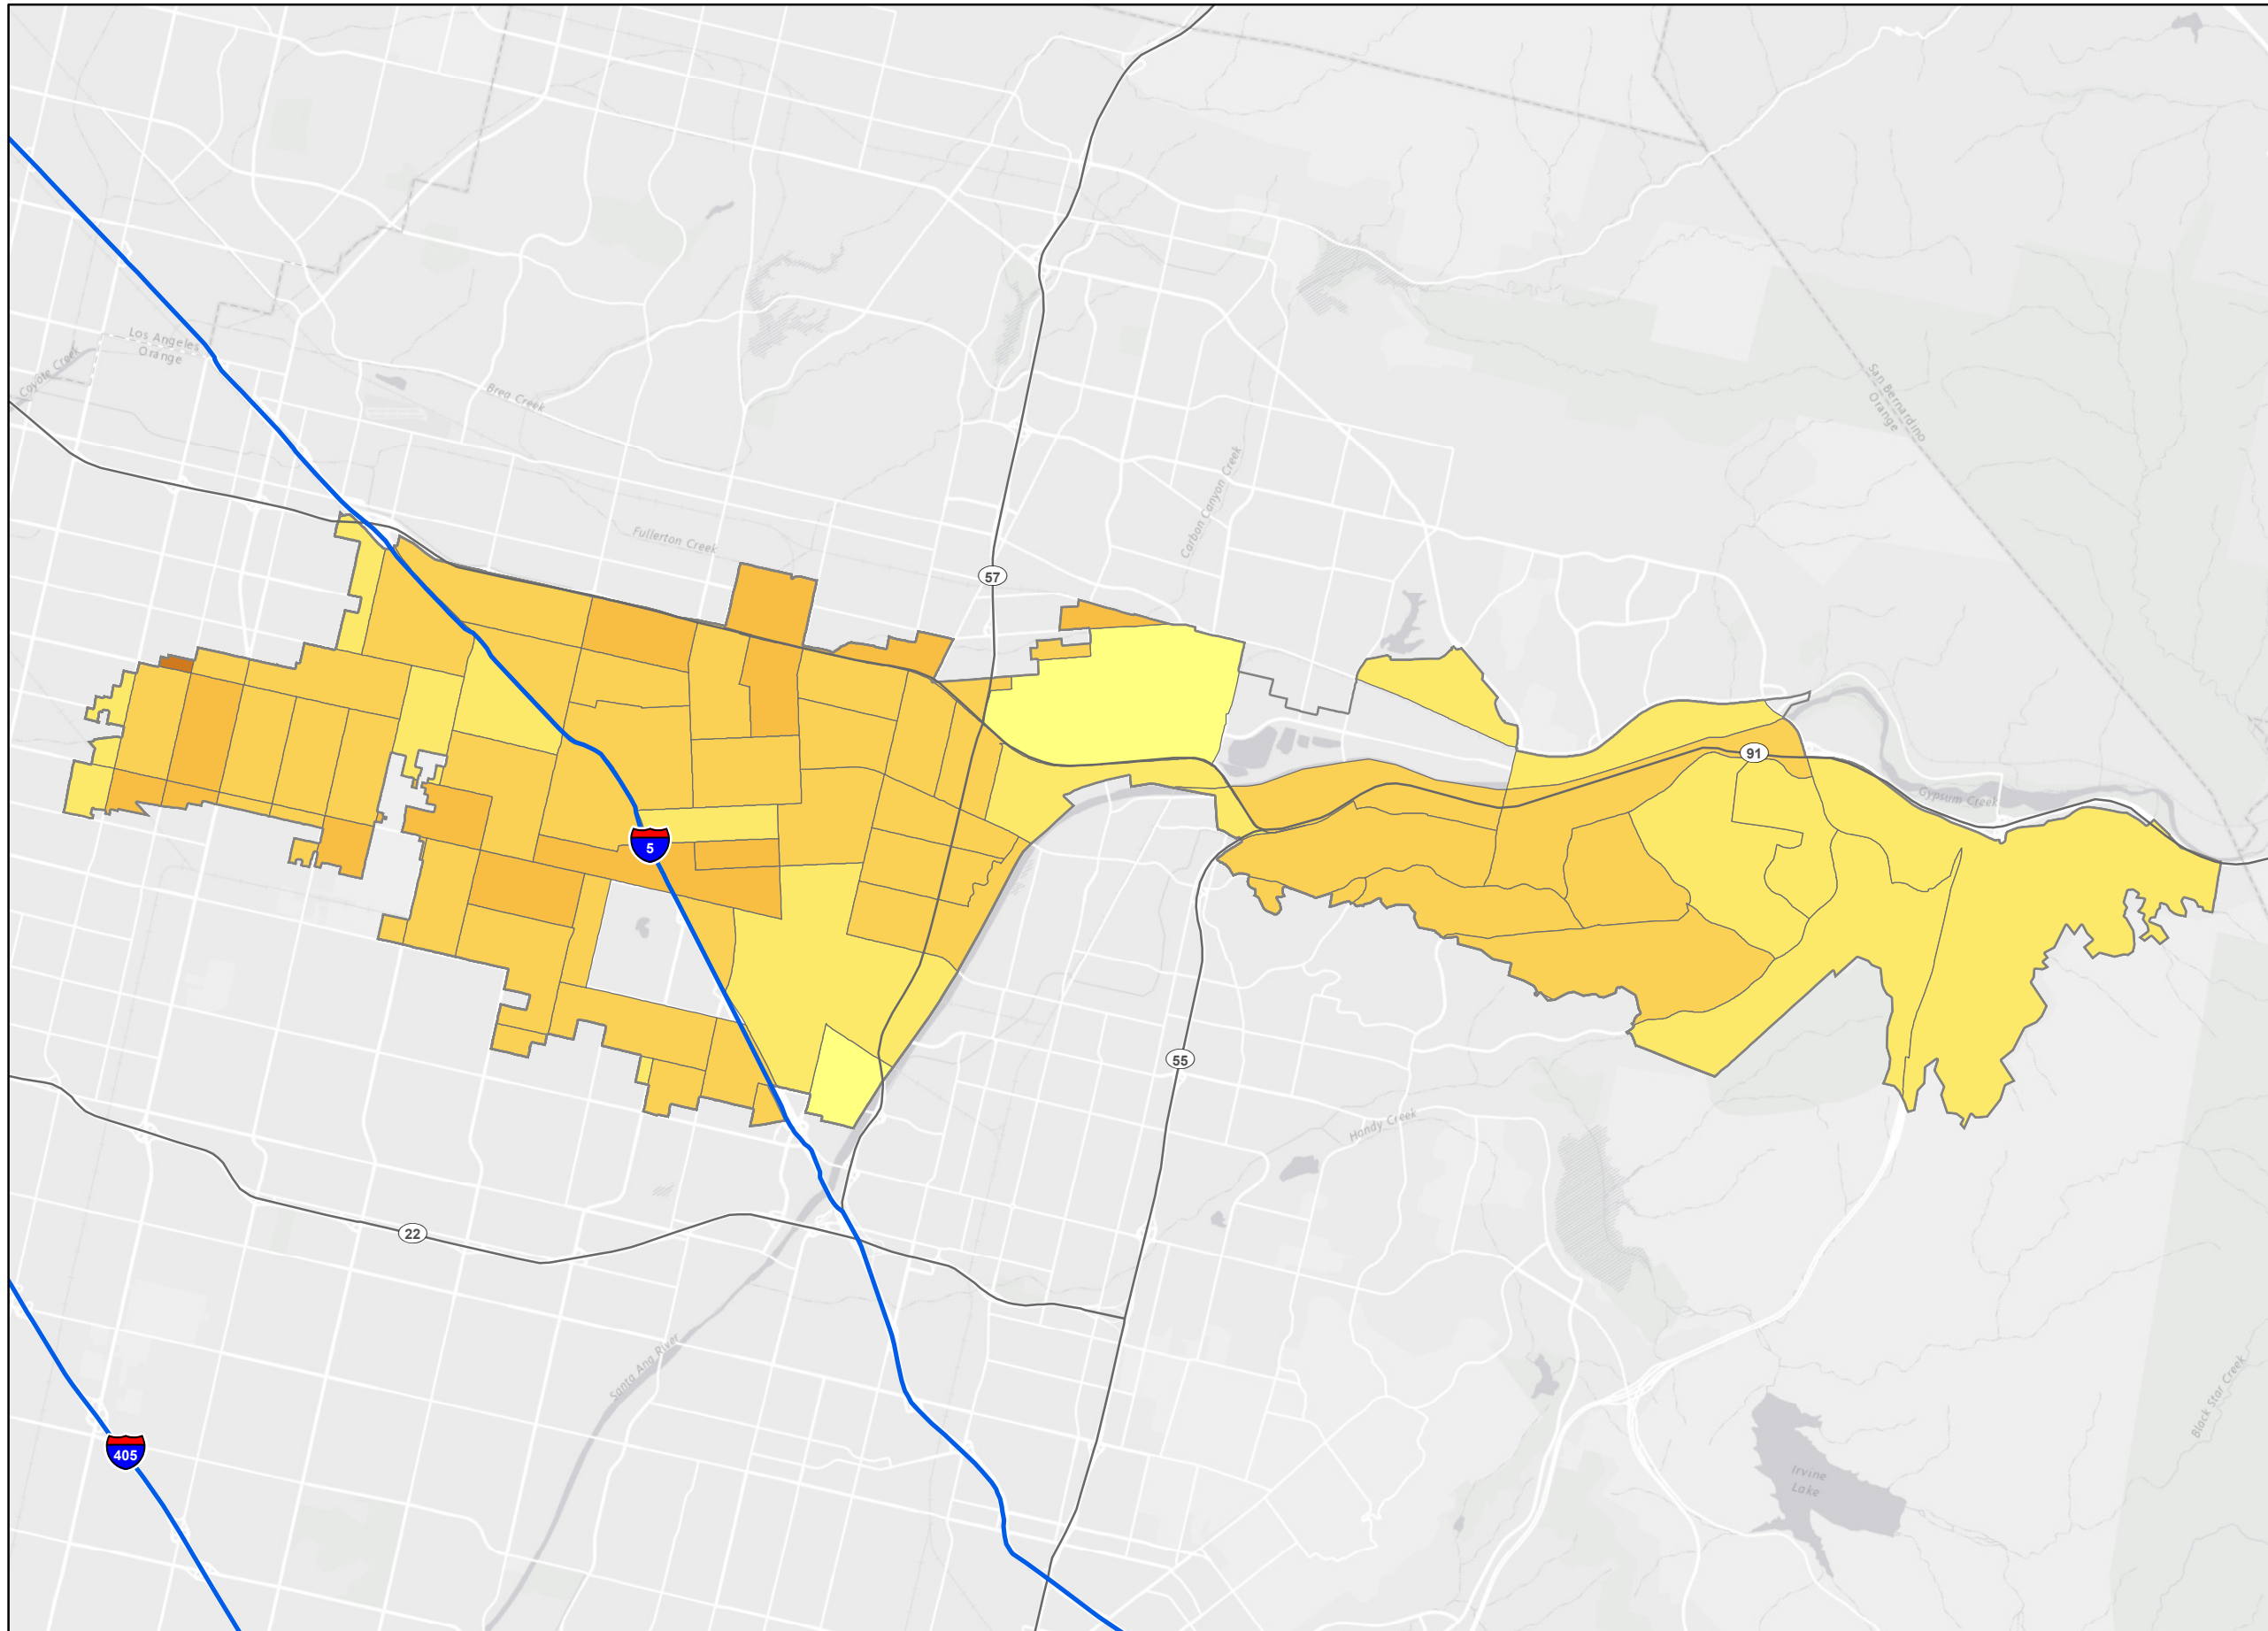 Los Angeles
Orange
Coyote Creek
Brea Creek
San Bernardino
Orange
Carbon Canyon Creek
Fullerton Creek
57
91
Gypsum Creek
5
55
Handy Creek
22
Santa Ana River
Black Star Creek
405
Irvine
Lake